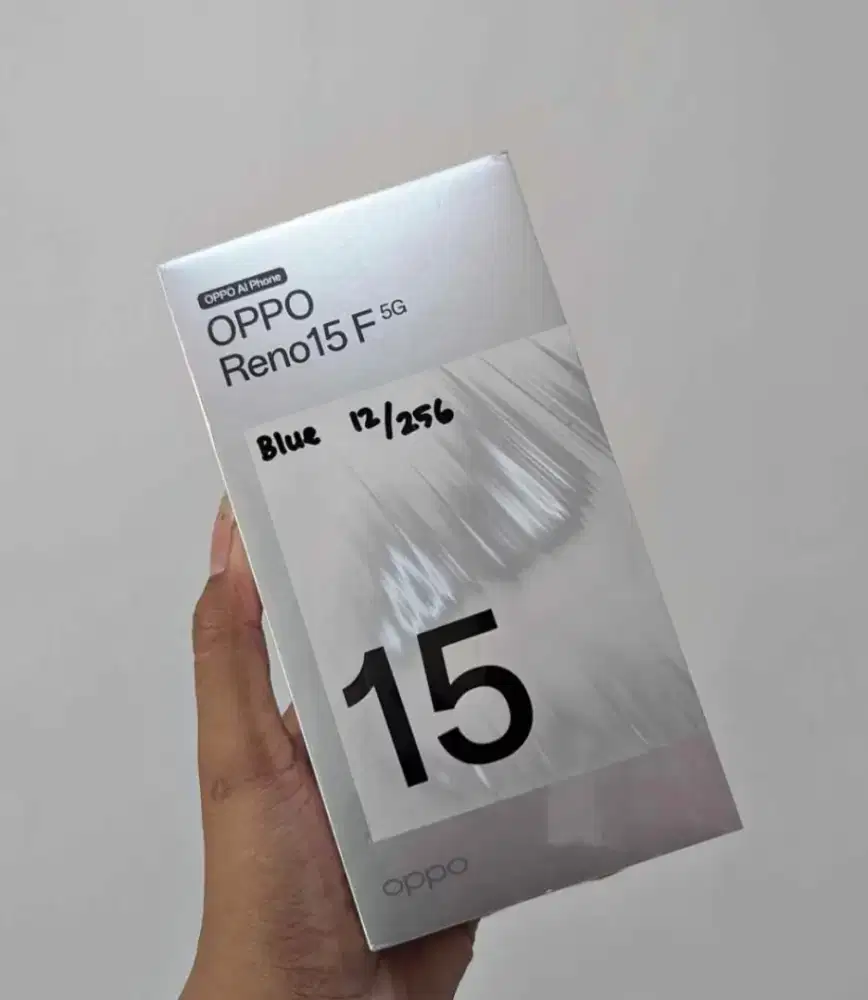 OPPO AI Phone
OPPO
Reno15 F 5G
Blue 12/256
15
oppo